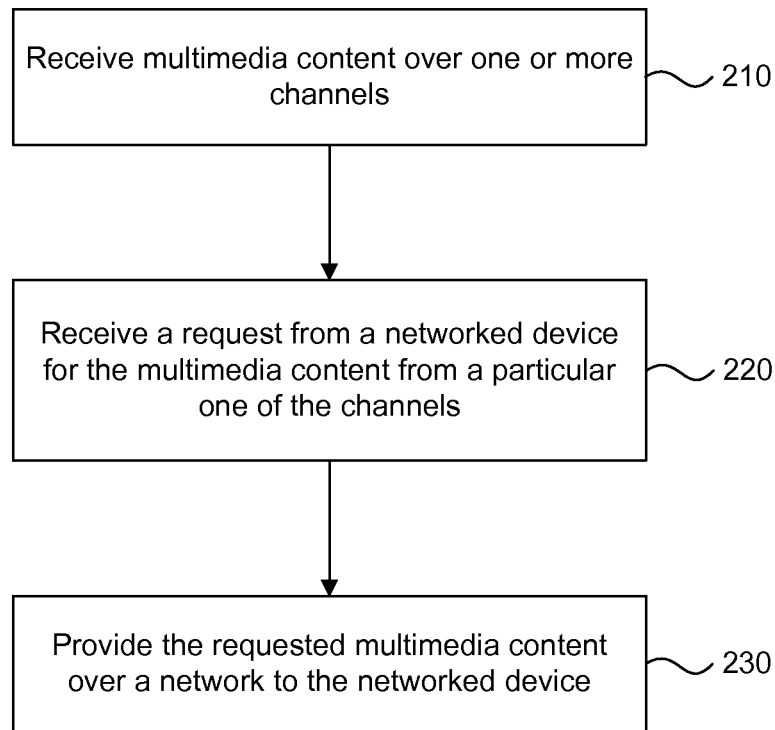 Receive multimedia content over one or more
channels
210
Receive a request from a networked device
for the multimedia content from a particular
one of the channels
220
Provide the requested multimedia content
over a network to the networked device
230